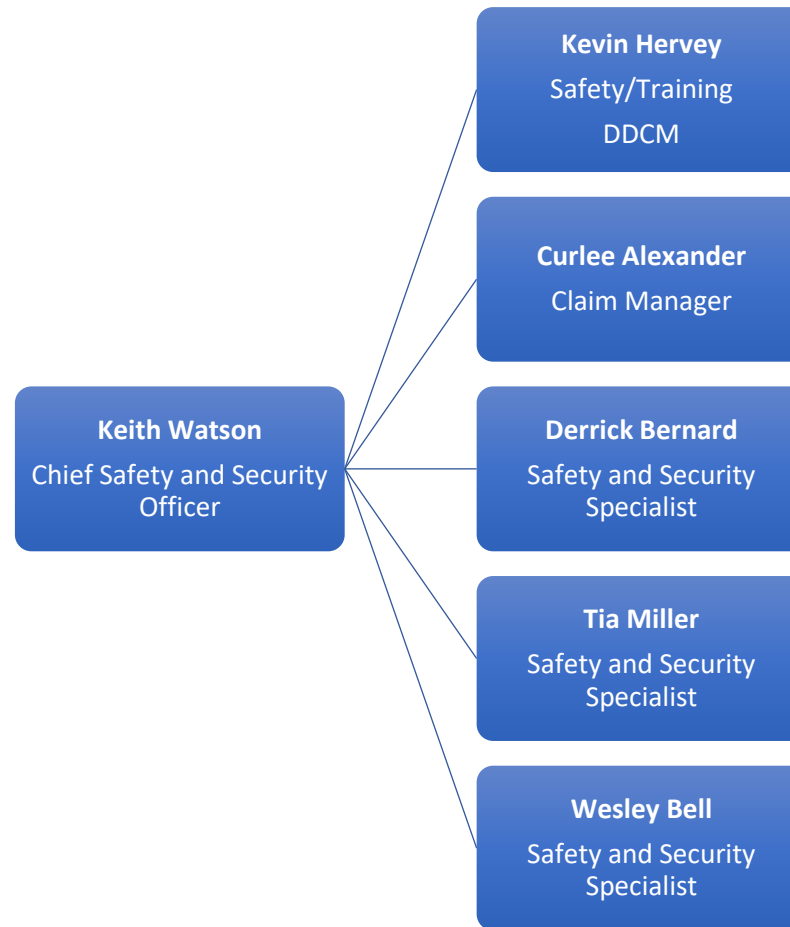 Kevin Hervey
Safety/Training
DDCM
Curlee Alexander
Claim Manager
Keith Watson
Chief Safety and Security
Officer
Derrick Bernard
Safety and Security
Specialist
Tia Miller
Safety and Security
Specialist
Wesley Bell
Safety and Security
Specialist